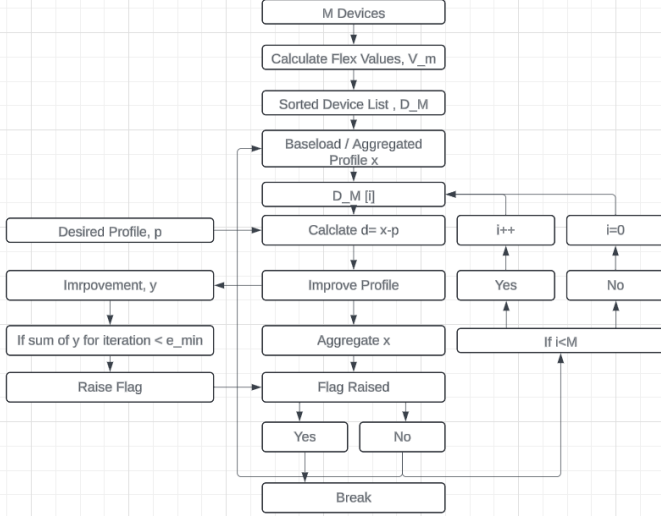 M Devices
Calculate Flex Values, V_m
Sorted Device List , D_M
Baseload / Aggregated
Profile x
D_M [i]
Desired Profile, p
Calclate d= x-p
i++
i=0
Imrpovement, y
Improve Profile
Yes
No
If sum of y for iteration < e_min
Aggregate x
If i<M
Raise Flag
Flag Raised
Yes
No
Break